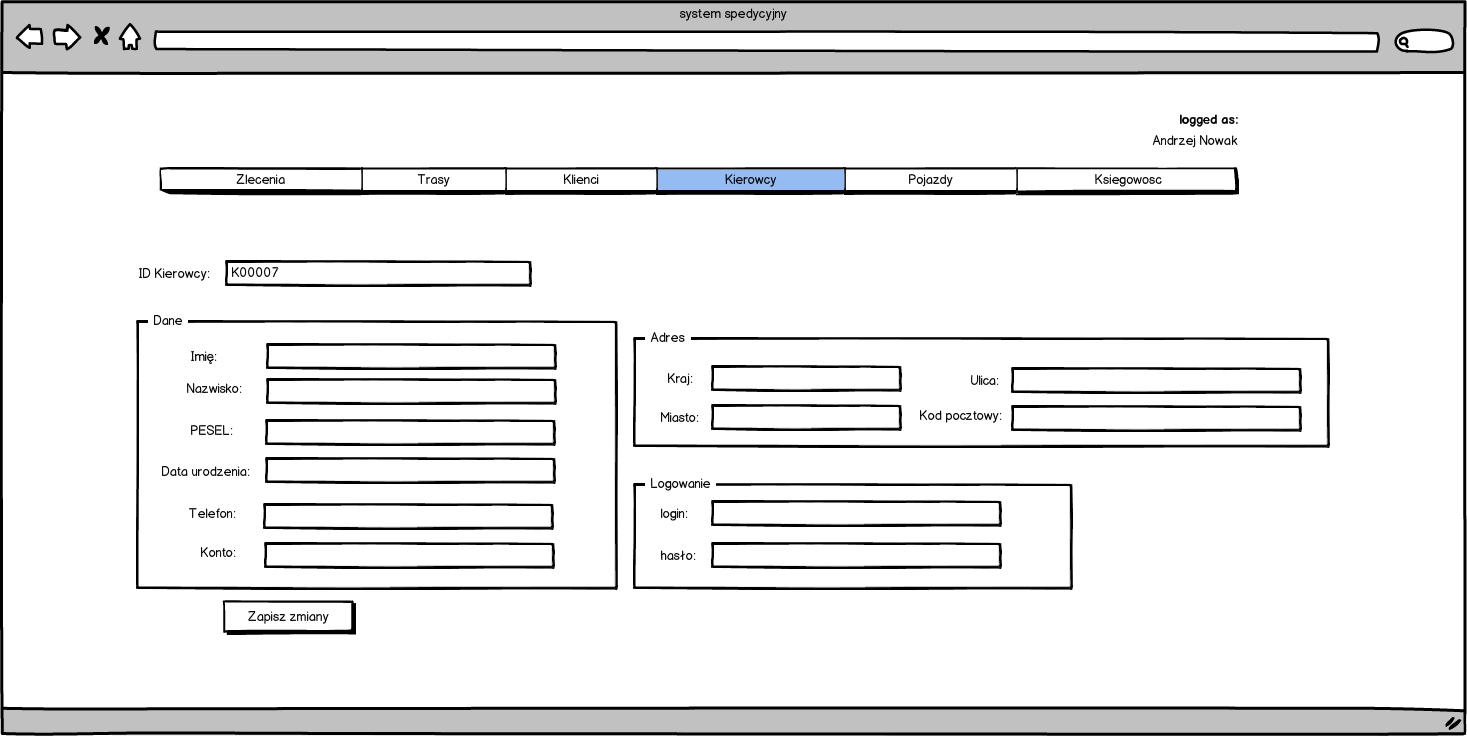 system spedycyjny
logged as:
Andrzej Nowak
Zlecenia Trasy Klienci Kierowcy Pojazdy Ksiegowosc
ID Kierowcy: K00007
Dane
Imię:
Nazwisko:
PESEL:
Data urodzenia:
Telefon:
Konto:
Adres
Kraj: Ulica:
Miasto: Kod pocztowy:
Logowanie
login:
hasło:
Zapisz zmiany